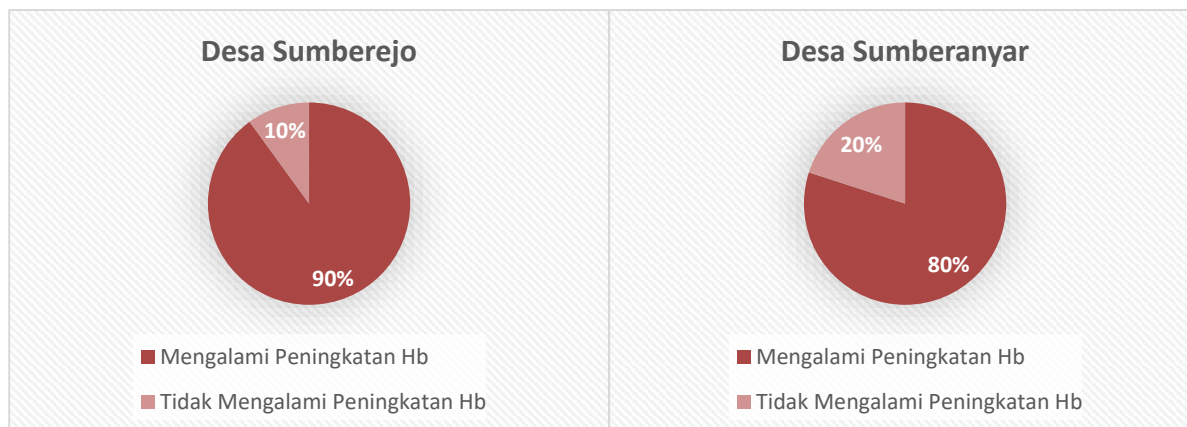 Desa Sumberejo
10%
90%
Mengalami Peningkatan Hb
Tidak Mengalami Peningkatan Hb
Desa Sumberanyar
20%
80%
Mengalami Peningkatan Hb
Tidak Mengalami Peningkatan Hb